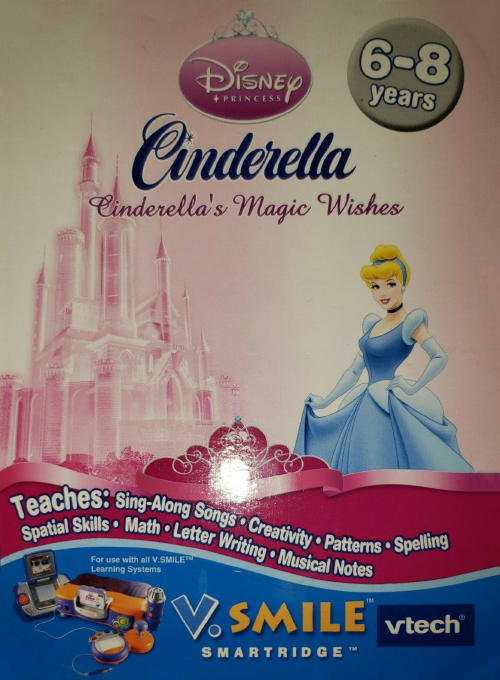 Disney
PRINCESS
6-8
years
Cinderella
Cinderella's Magic Wishes
Teaches: Sing-Along Songs • Creativity • Patterns • Spelling
Spatial Skills • Math • Letter Writing • Musical Notes
For use with all V.SMILE™
Learning Systems
V.SMILE™
SMARTRIDGE™
vtech®